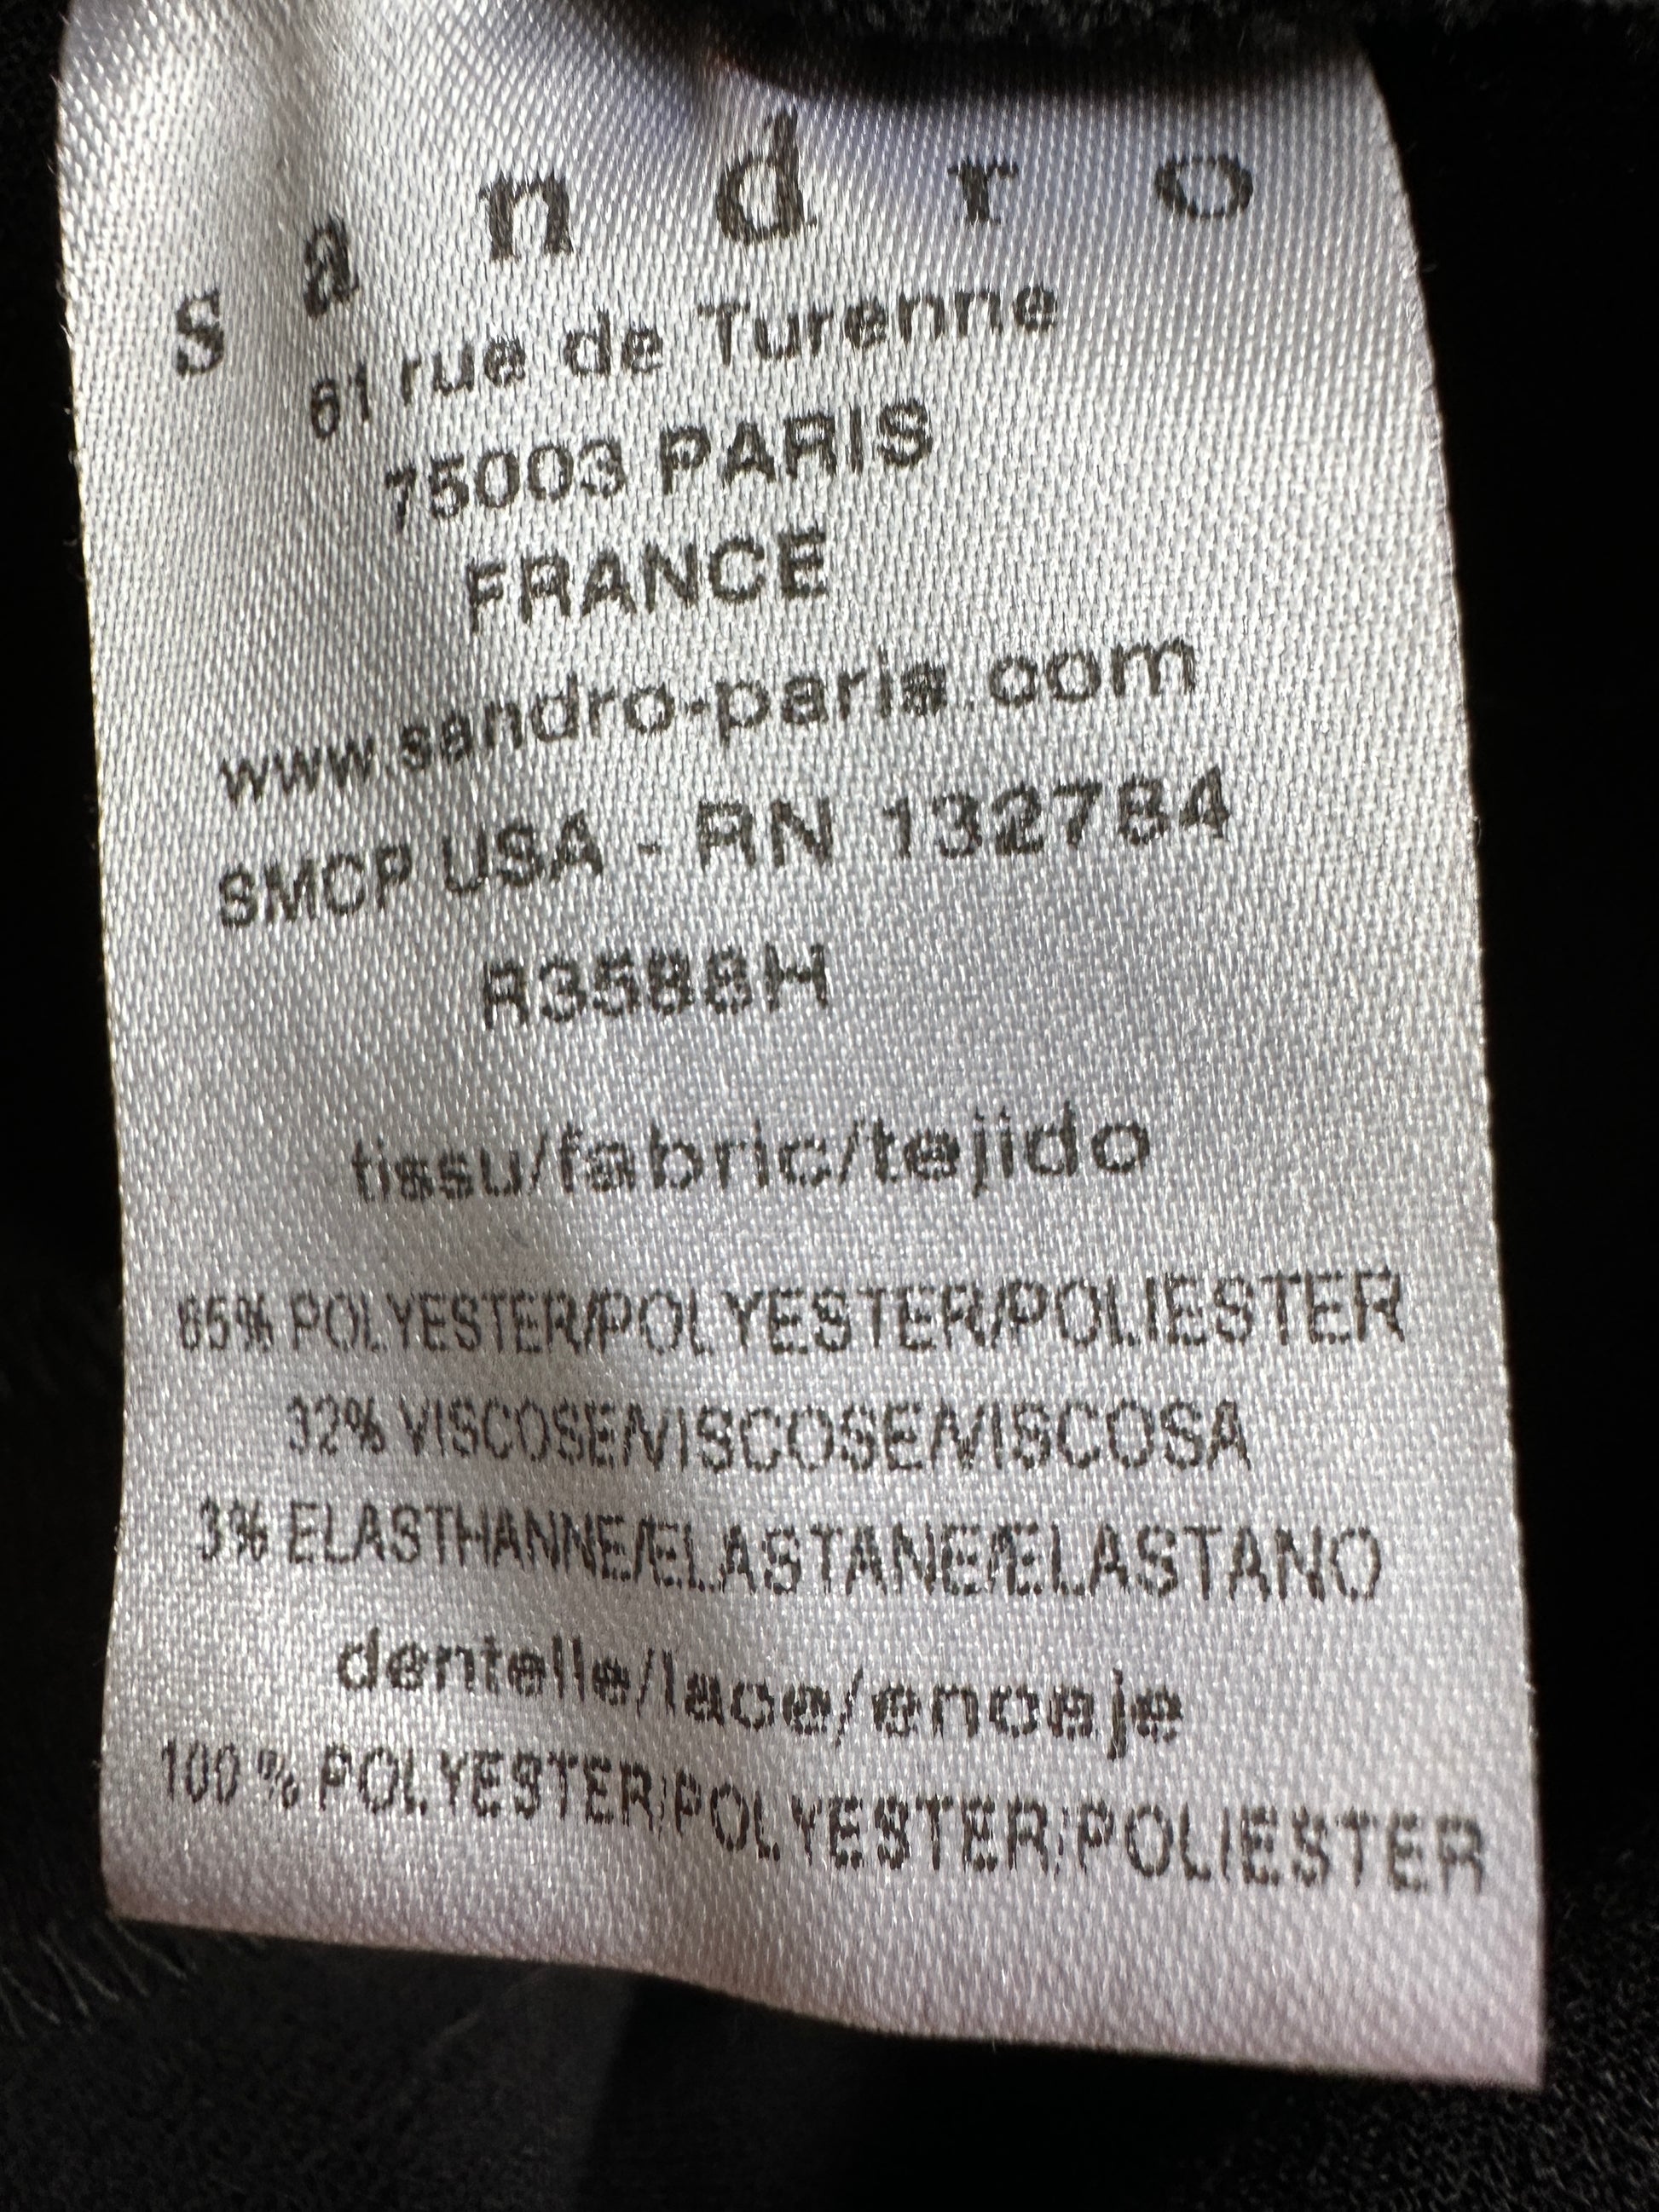 sandro
61 rue de Turenne
75003 PARIS
FRANCE
www.sandro-paris.com
SMCP USA - RN 132784
R3588H
tissu/fabric/tejido
65% POLYESTER/POLYESTER/POLIESTER
32% VISCOSE/VISCOSE/VISCOSA
3% ELASTHANNE/ELASTANE/ELASTANO
dentelle/lace/encaje
100 % POLYESTER/POLYESTER/POLIESTER